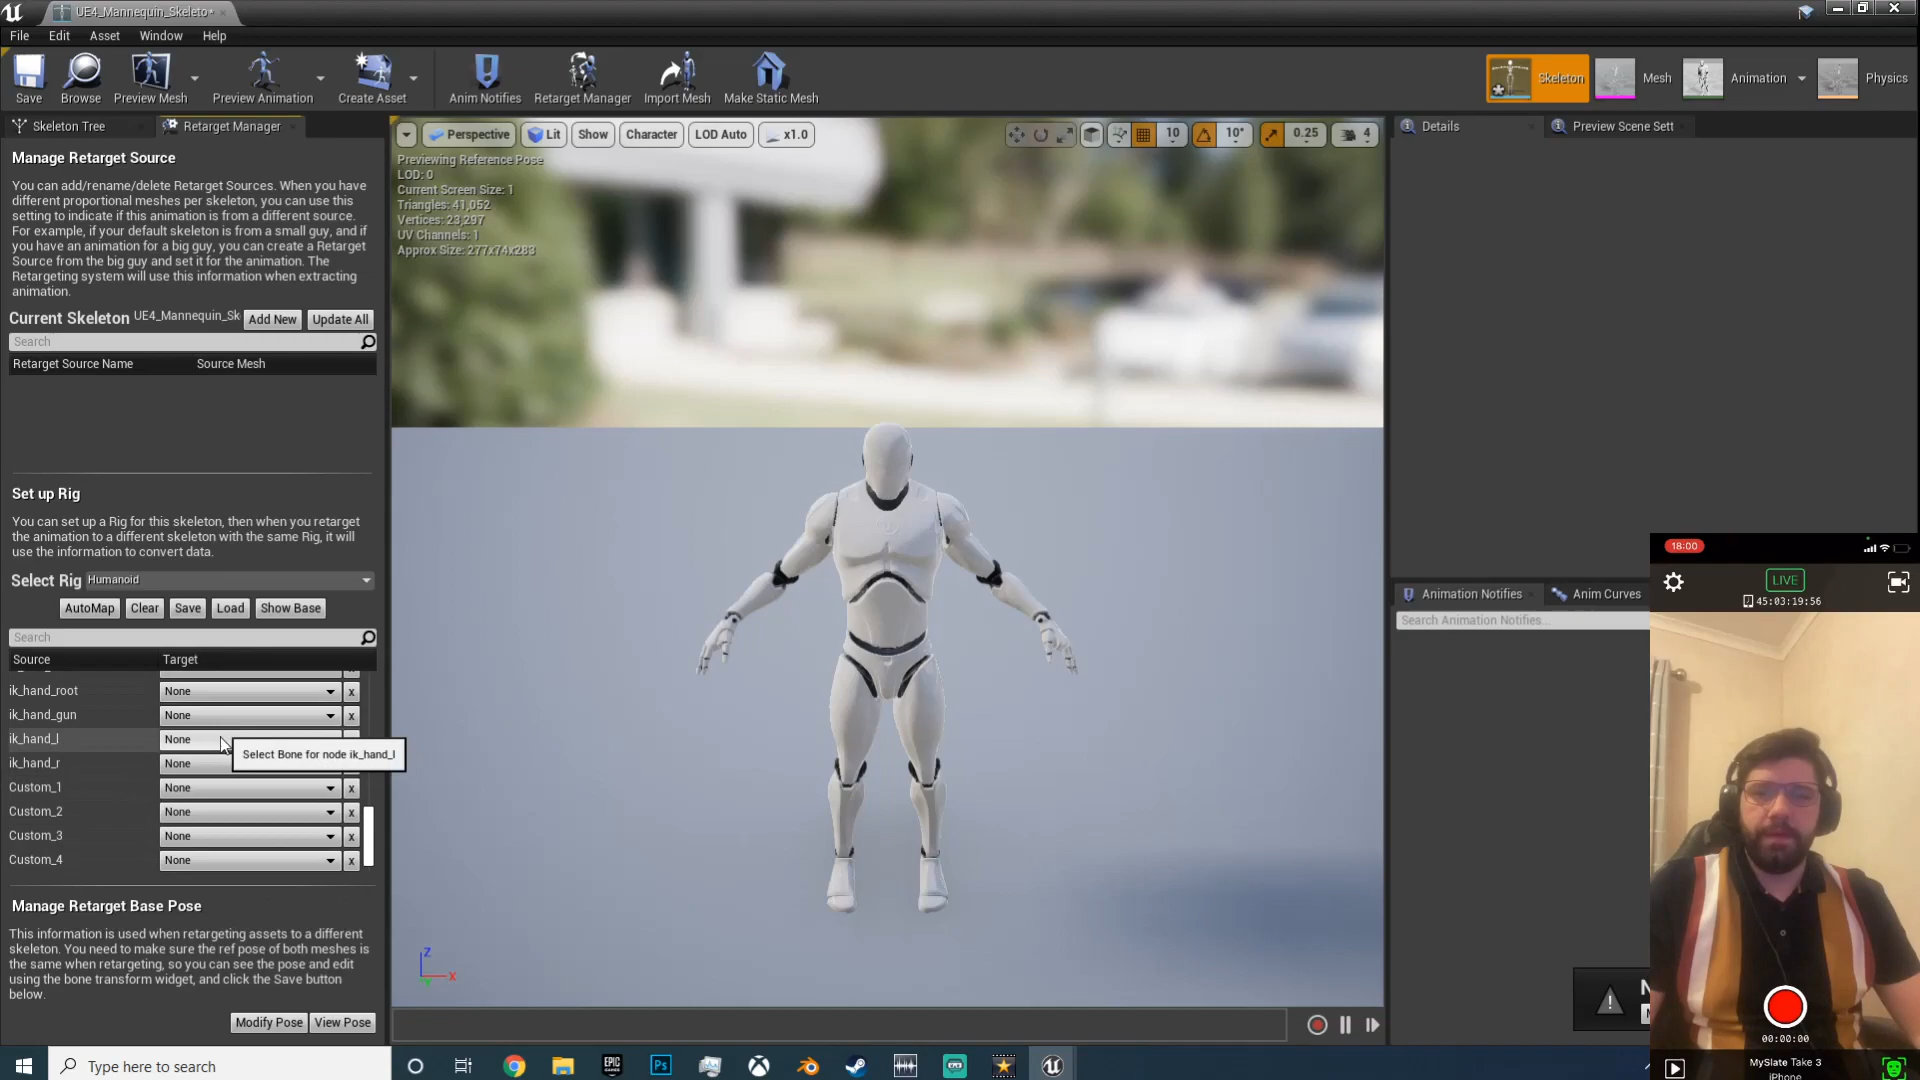 UE4_Mannequin_Skeleto*
File Edit Asset Window Help
Save Browse Preview Mesh Preview Animation Create Asset Anim Notifies Retarget Manager Import Mesh Make Static Mesh Skeleton Mesh Animation Physics
Skeleton Tree Retarget Manager
Manage Retarget Source
You can add/rename/delete Retarget Sources. When you have
different proportional meshes per skeleton, you can use this
setting to indicate if this animation is from a different source.
For example, if your default skeleton is from a small guy, and if
you have an animation for a big guy, you can create a Retarget
Source from the big guy and set it for the animation. The
Retargeting system will use this information when extracting
animation.
Current Skeleton UE4_Mannequin_Sk Add New Update All
Search
Retarget Source Name Source Mesh
Set up Rig
You can set up a Rig for this skeleton, then when you retarget
the animation to a different skeleton with the same Rig, it will
use the information to convert data.
Select Rig Humanoid
AutoMap Clear Save Load Show Base
Search
Source Target
ik_hand_root None x
ik_hand_gun None x
ik_hand_l None
Select Bone for node ik_hand_l
ik_hand_r None
Custom_1 None x
Custom_2 None x
Custom_3 None x
Custom_4 None x
Manage Retarget Base Pose
This information is used when retargeting assets to a different
skeleton. You need to make sure the ref pose of both meshes is
the same when retargeting, so you can see the pose and edit
using the bone transform widget, and click the Save button
below.
Modify Pose View Pose
Perspective Lit Show Character LOD Auto x1.0 10 10° 0.25 4
Previewing Reference Pose
LOD: 0
Current Screen Size: 1
Triangles: 41,052
Vertices: 23,297
UV Channels: 1
Approx Size: 277x74x283
Z
X
Details Preview Scene Sett
Animation Notifies Anim Curves
Search Animation Notifies...
18:00
LIVE
45:03:19:56
00:00:00
MySlate Take 3
iPhone
Type here to search